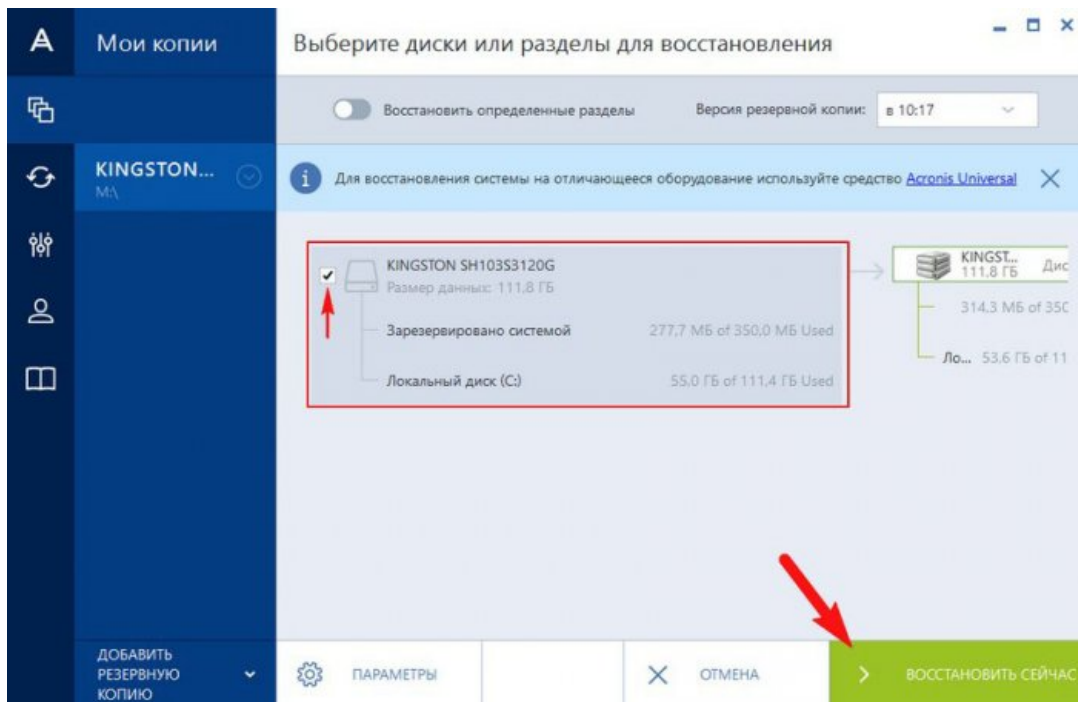 Мои копии
Выберите диски или разделы для восстановления
Восстановить определенные разделы
Версия резервной копии:
в 10:17
KINGSTON...
M:\
Для восстановления системы на отличающееся оборудование используйте средство Acronis Universal
KINGSTON SH103S3120G
Размер данных: 111,8 ГБ
Зарезервировано системой
277,7 МБ of 350,0 МБ Used
Локальный диск (C:)
55,0 ГБ of 111,4 ГБ Used
KINGST...
111,8 ГБ
Дис
314,3 МБ of 350
Ло... 53,6 ГБ of 11
ДОБАВИТЬ
РЕЗЕРВНУЮ
КОПИЮ
ПАРАМЕТРЫ
ОТМЕНА
ВОССТАНОВИТЬ СЕЙЧАС